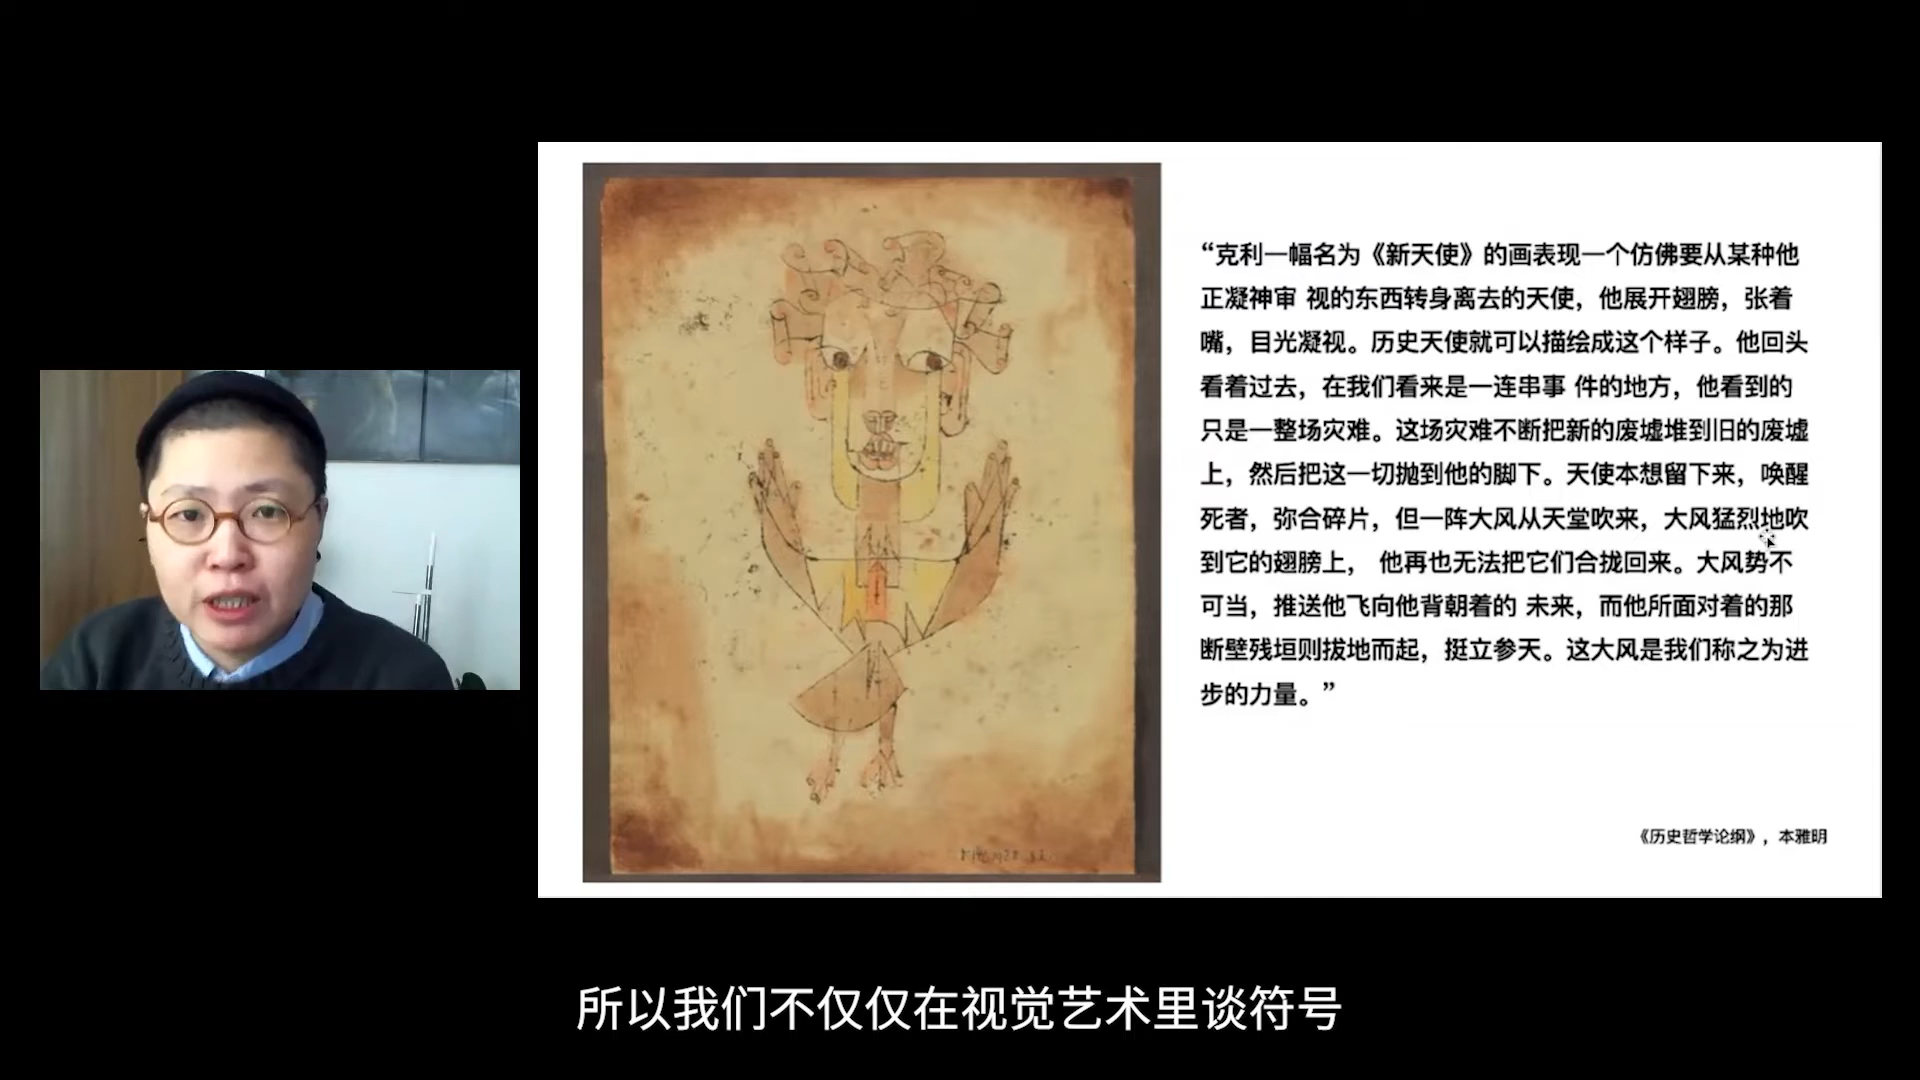 “克利一幅名为《新天使》的画表现一个仿佛要从某种他
正凝神审 视的东西转身离去的天使，他展开翅膀，张着
嘴，目光凝视。历史天使就可以描绘成这个样子。他回头
看着过去，在我们看来是一连串事 件的地方，他看到的
只是一整场灾难。这场灾难不断把新的废墟堆到旧的废墟
上，然后把这一切抛到他的脚下。天使本想留下来，唤醒
死者，弥合碎片，但一阵大风从天堂吹来，大风猛烈地吹
到它的翅膀上， 他再也无法把它们合拢回来。大风势不
可当，推送他飞向他背朝着的 未来，而他所面对着的那
断壁残垣则拔地而起，挺立参天。这大风是我们称之为进
步的力量。”
《历史哲学论纲》，本雅明
所以我们不仅仅在视觉艺术里谈符号